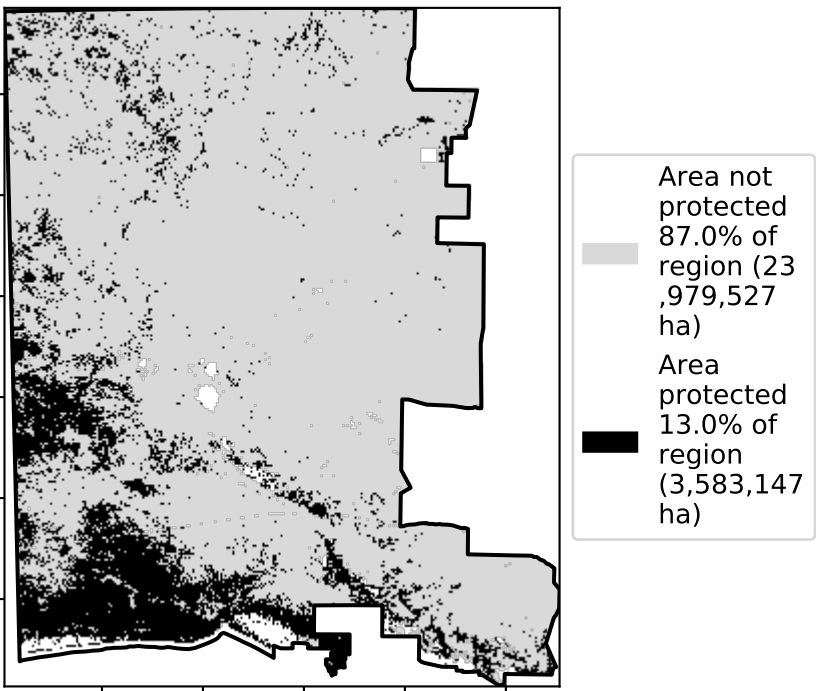 Area not
protected
87.0% of
region (23
,979,527
ha)
Area
protected
13.0% of
region
(3,583,147
ha)